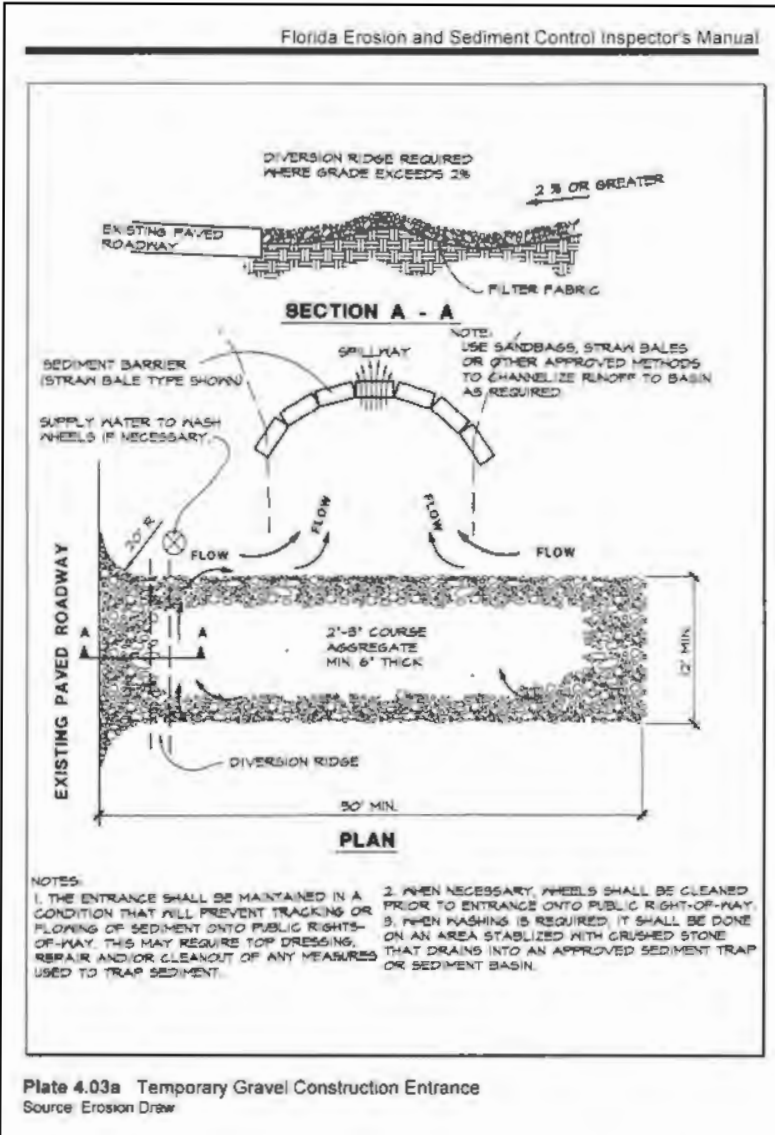 Florida Erosion and Sediment Control Inspector's Manual
DIVERSION RIDGE REQUIRED
WHERE GRADE EXCEEDS 2%
2 % OR GREATER
EXISTING PAVED
ROADWAY
FILTER FABRIC
SECTION A - A
NOTE:
USE SANDBAGS, STRAW BALES
OR OTHER APPROVED METHODS
TO CHANNELIZE RUNOFF TO BASIN
AS REQUIRED
SPILLWAY
SEDIMENT BARRIER
(STRAW BALE TYPE SHOWN)
SUPPLY WATER TO WASH
WHEELS IF NECESSARY.
FLOW
FLOW
20' R
FLOW
FLOW
EXISTING PAVED ROADWAY
A
A
2"-3" COURSE
AGGREGATE
MIN. 6" THICK
12' MIN.
DIVERSION RIDGE
50' MIN.
PLAN
NOTES:
1. THE ENTRANCE SHALL BE MAINTAINED IN A
CONDITION THAT WILL PREVENT TRACKING OR
FLOWING OF SEDIMENT ONTO PUBLIC RIGHTS-
OF-WAY. THIS MAY REQUIRE TOP DRESSING,
REPAIR AND/OR CLEANOUT OF ANY MEASURES
USED TO TRAP SEDIMENT.
2. WHEN NECESSARY, WHEELS SHALL BE CLEANED
PRIOR TO ENTRANCE ONTO PUBLIC RIGHT-OF-WAY.
3. WHEN WASHING IS REQUIRED, IT SHALL BE DONE
ON AN AREA STABLIZED WITH CRUSHED STONE
THAT DRAINS INTO AN APPROVED SEDIMENT TRAP
OR SEDIMENT BASIN.
Plate 4.03a Temporary Gravel Construction Entrance
Source: Erosion Draw